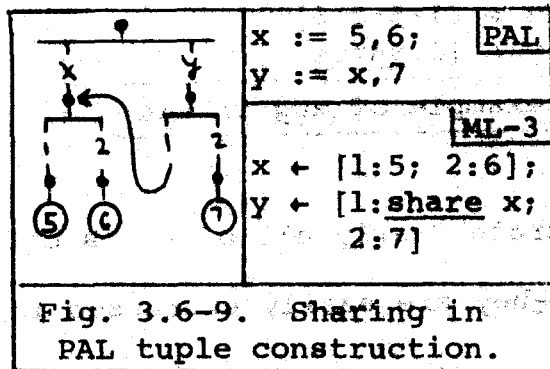 x y
1 2 1 2
5 6 7
x := 5,6; PAL
y := x,7
ML-3
x ← [1:5; 2:6];
y ← [1:share x;
2:7]
Fig. 3.6-9. Sharing in
PAL tuple construction.